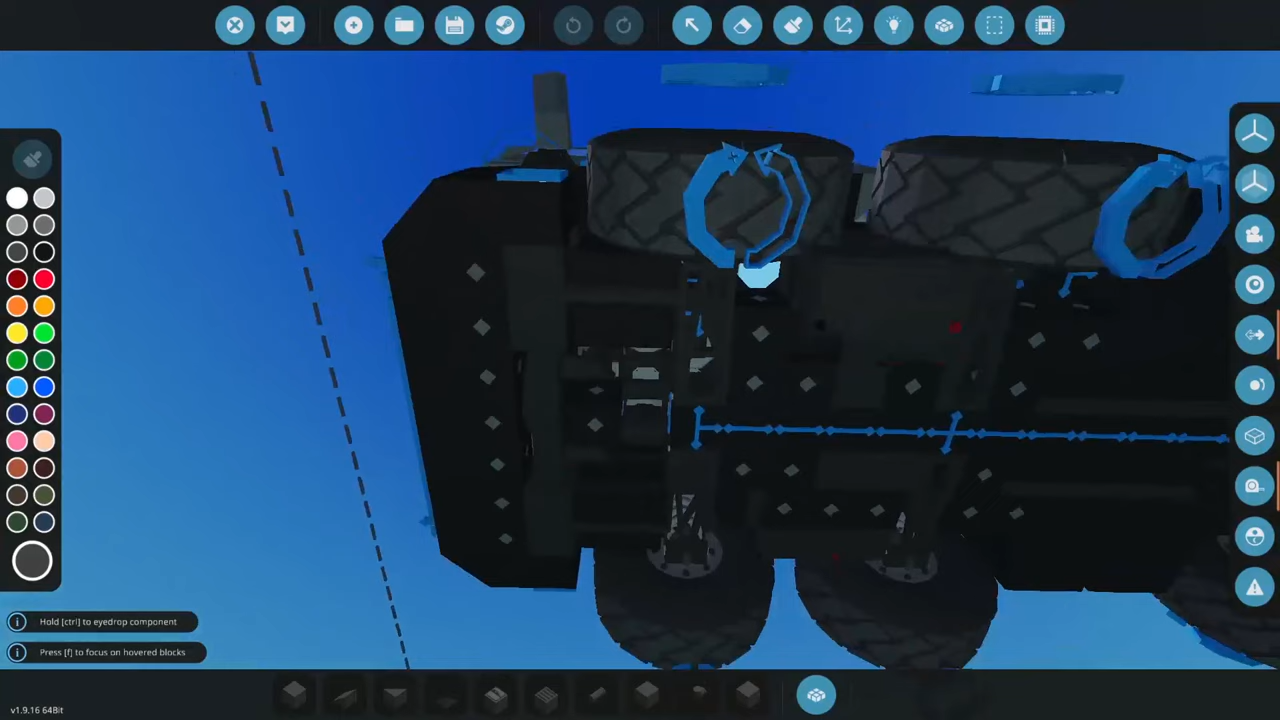 Hold [ctrl] to eyedrop component
Press [f] to focus on hovered blocks
v1.9.16 64Bit